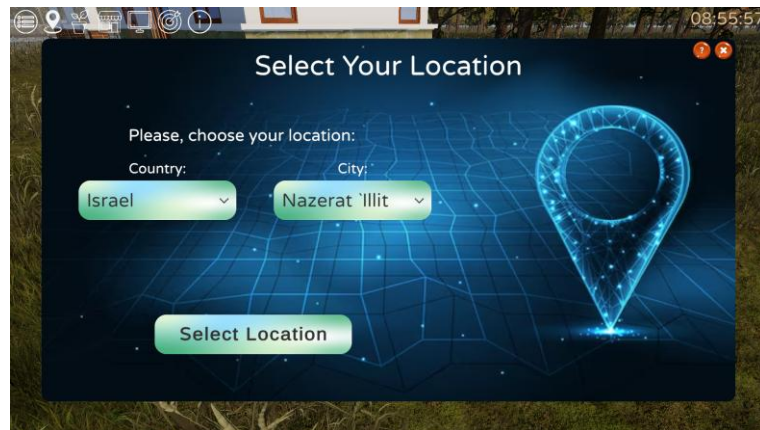 08:55:57
Select Your Location
Please, choose your location:
Country:
City:
Israel
Nazerat `Illit
Select Location